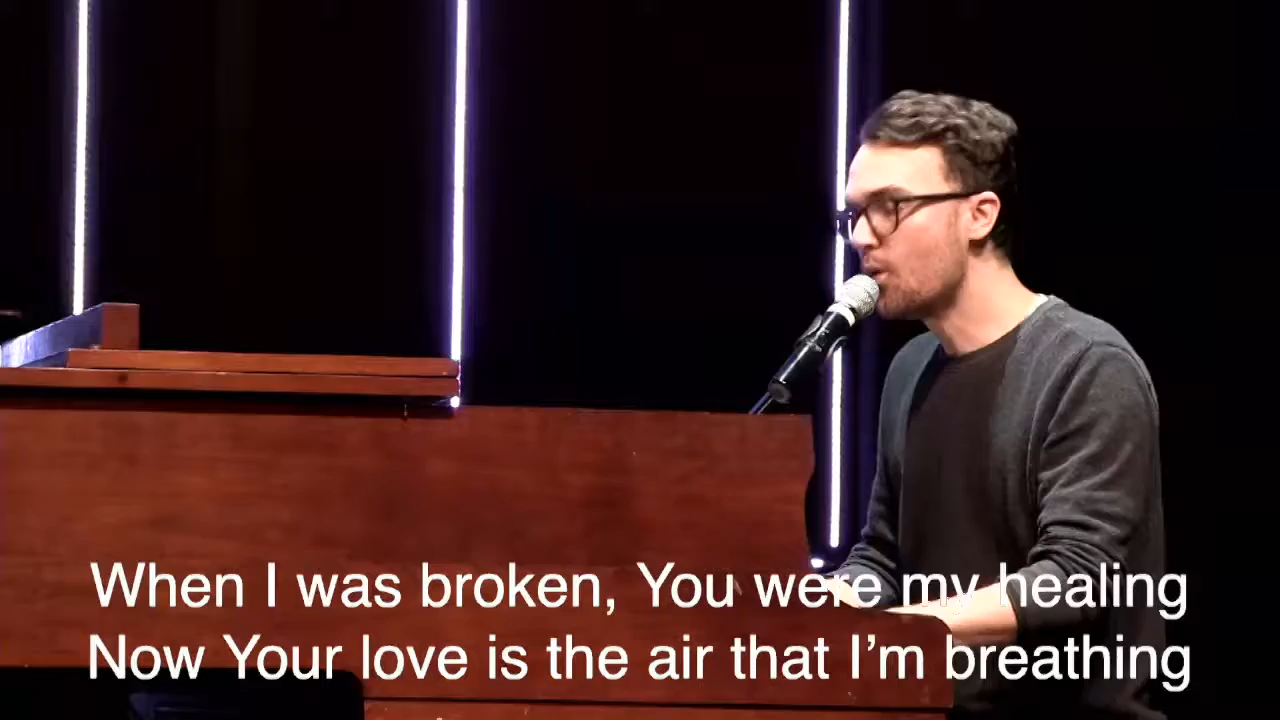 When I was broken, You were my healing
Now Your love is the air that I’m breathing